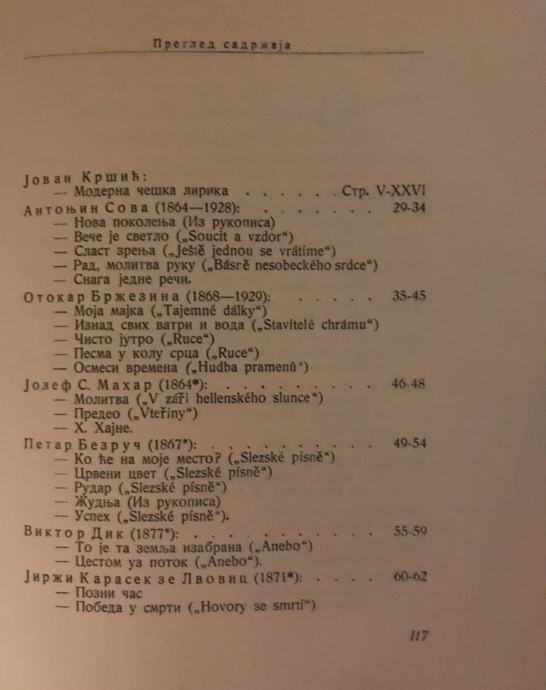 Преглед садржаја
Јован Кршић:
— Модерна чешка лирика . . . . . . Стр. V-XXVI
Антоњин Сова (1864—1928): . . . . . . . 29-34
— Нова поколења (Из рукописа)
— Вече је светло („Soucit a vzdor“)
— Сласт зрења („Ještě jednou se vrátíme“)
— Рад, молитва руку („Básrě nesobeckého srdce“)
— Снага једне речи.
Отокар Бржезина (1868—1929): . . . . . 35-45
— Моја мајка („Tajemné dálky“)
— Изнад свих ватри и вода („Stavitelé chrámu“)
— Чисто јутро („Ruce“)
— Песма у колу срца („Ruce“)
— Осмеси времена („Hudba pramenů“)
Јозеф С. Махар (1864*): . . . . . . . . . 46-48
— Молитва („V záři hellenského slunce“)
— Предео („Vteřiny“)
— Х. Хајне.
Петар Безруч (1867*): . . . . . . . . . . 49-54
— Ко ће на моје место? („Slezské písně“)
— Црвени цвет („Slezské písně“)
— Рудар („Slezské písně“)
— Жудња (Из рукописа)
— Успех („Slezské písně“).
Виктор Дик (1877*): . . . . . . . . . . . 55-59
— То је та земља изабрана („Anebo“)
— Цестом уз поток („Anebo“).
Јиржи Карасек зе Лвовиц (1871*): . . . . 60-62
— Позни час
— Победа у смрти („Hovory se smrtí“)
117